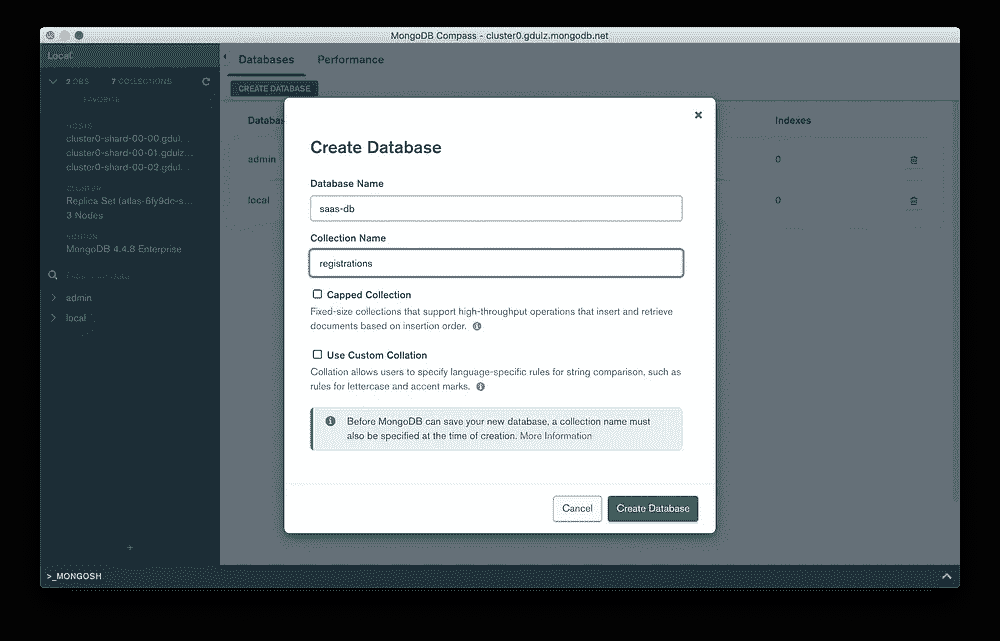 MongoDB Compass - cluster0.gdulz.mongodb.net
Local
Databases Performance
2 DBS 7 COLLECTIONS
CREATE DATABASE
FAVORITE
HOSTS
cluster0-shard-00-00.gdul...
cluster0-shard-00-01.gdulz...
cluster0-shard-00-02.gdul...
CLUSTER
Replica Set (atlas-6fy9dc-s...
3 Nodes
MongoDB 4.4.8 Enterprise
admin
local
Databas
Indexes
admin
0
local
0
Create Database
Database Name
saas-db
Collection Name
registrations
Capped Collection
Fixed-size collections that support high-throughput operations that insert and retrieve
documents based on insertion order.
Use Custom Collation
Collation allows users to specify language-specific rules for string comparison, such as
rules for lettercase and accent marks.
Before MongoDB can save your new database, a collection name must
also be specified at the time of creation. More Information
Cancel Create Database
>_MONGOSH